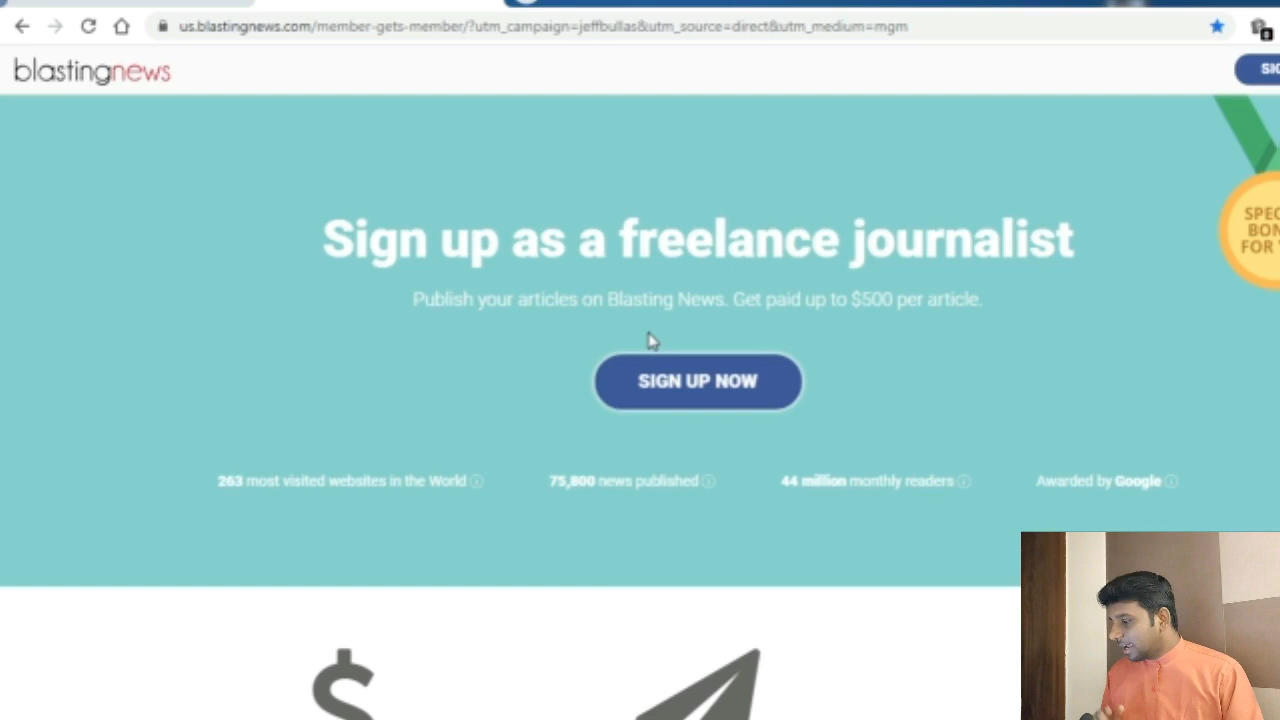 us.blastingnews.com/member-gets-member/?utm_campaign=jeffbullas&utm_source=direct&utm_medium=mgm
blastingnews
Sign up as a freelance journalist
Publish your articles on Blasting News. Get paid up to $500 per article.
SIGN UP NOW
263 most visited websites in the World
75,800 news published
44 million monthly readers
Awarded by Google
FOR